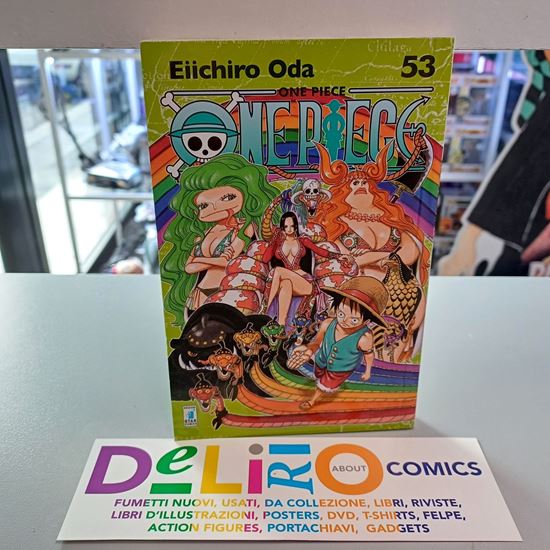 Eiichiro Oda 53
ONE PIECE
ONE PIECE
STAR
DeLiRiO ABOUT COMICS
FUMETTI NUOVI, USATI, DA COLLEZIONE, LIBRI, RIVISTE,
LIBRI D'ILLUSTRAZIONI, POSTERS, DVD, T-SHIRTS, FELPE,
ACTION FIGURES, PORTACHIAVI, GADGETS